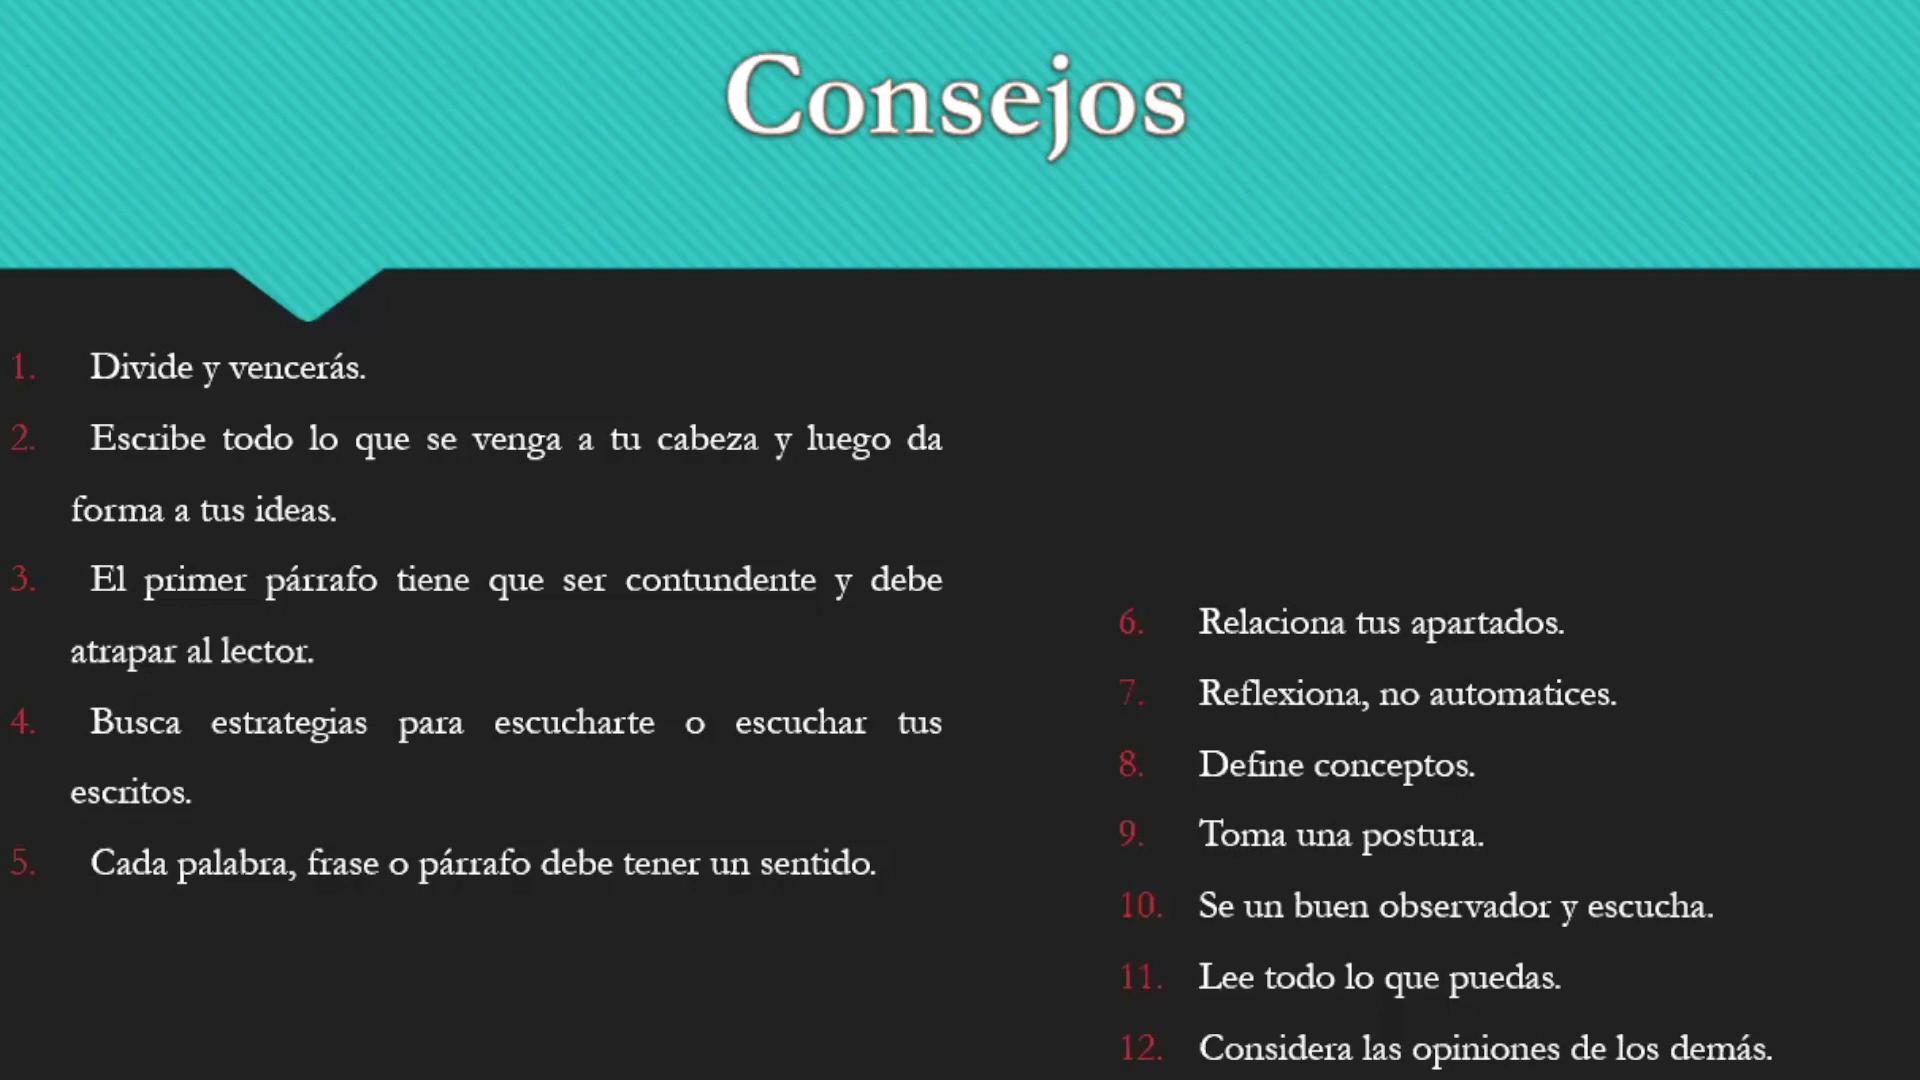 Consejos
1. Divide y vencerás.
2. Escribe todo lo que se venga a tu cabeza y luego da
forma a tus ideas.
3. El primer párrafo tiene que ser contundente y debe
atrapar al lector.
4. Busca estrategias para escucharte o escuchar tus
escritos.
5. Cada palabra, frase o párrafo debe tener un sentido.
6. Relaciona tus apartados.
7. Reflexiona, no automatices.
8. Define conceptos.
9. Toma una postura.
10. Se un buen observador y escucha.
11. Lee todo lo que puedas.
12. Considera las opiniones de los demás.